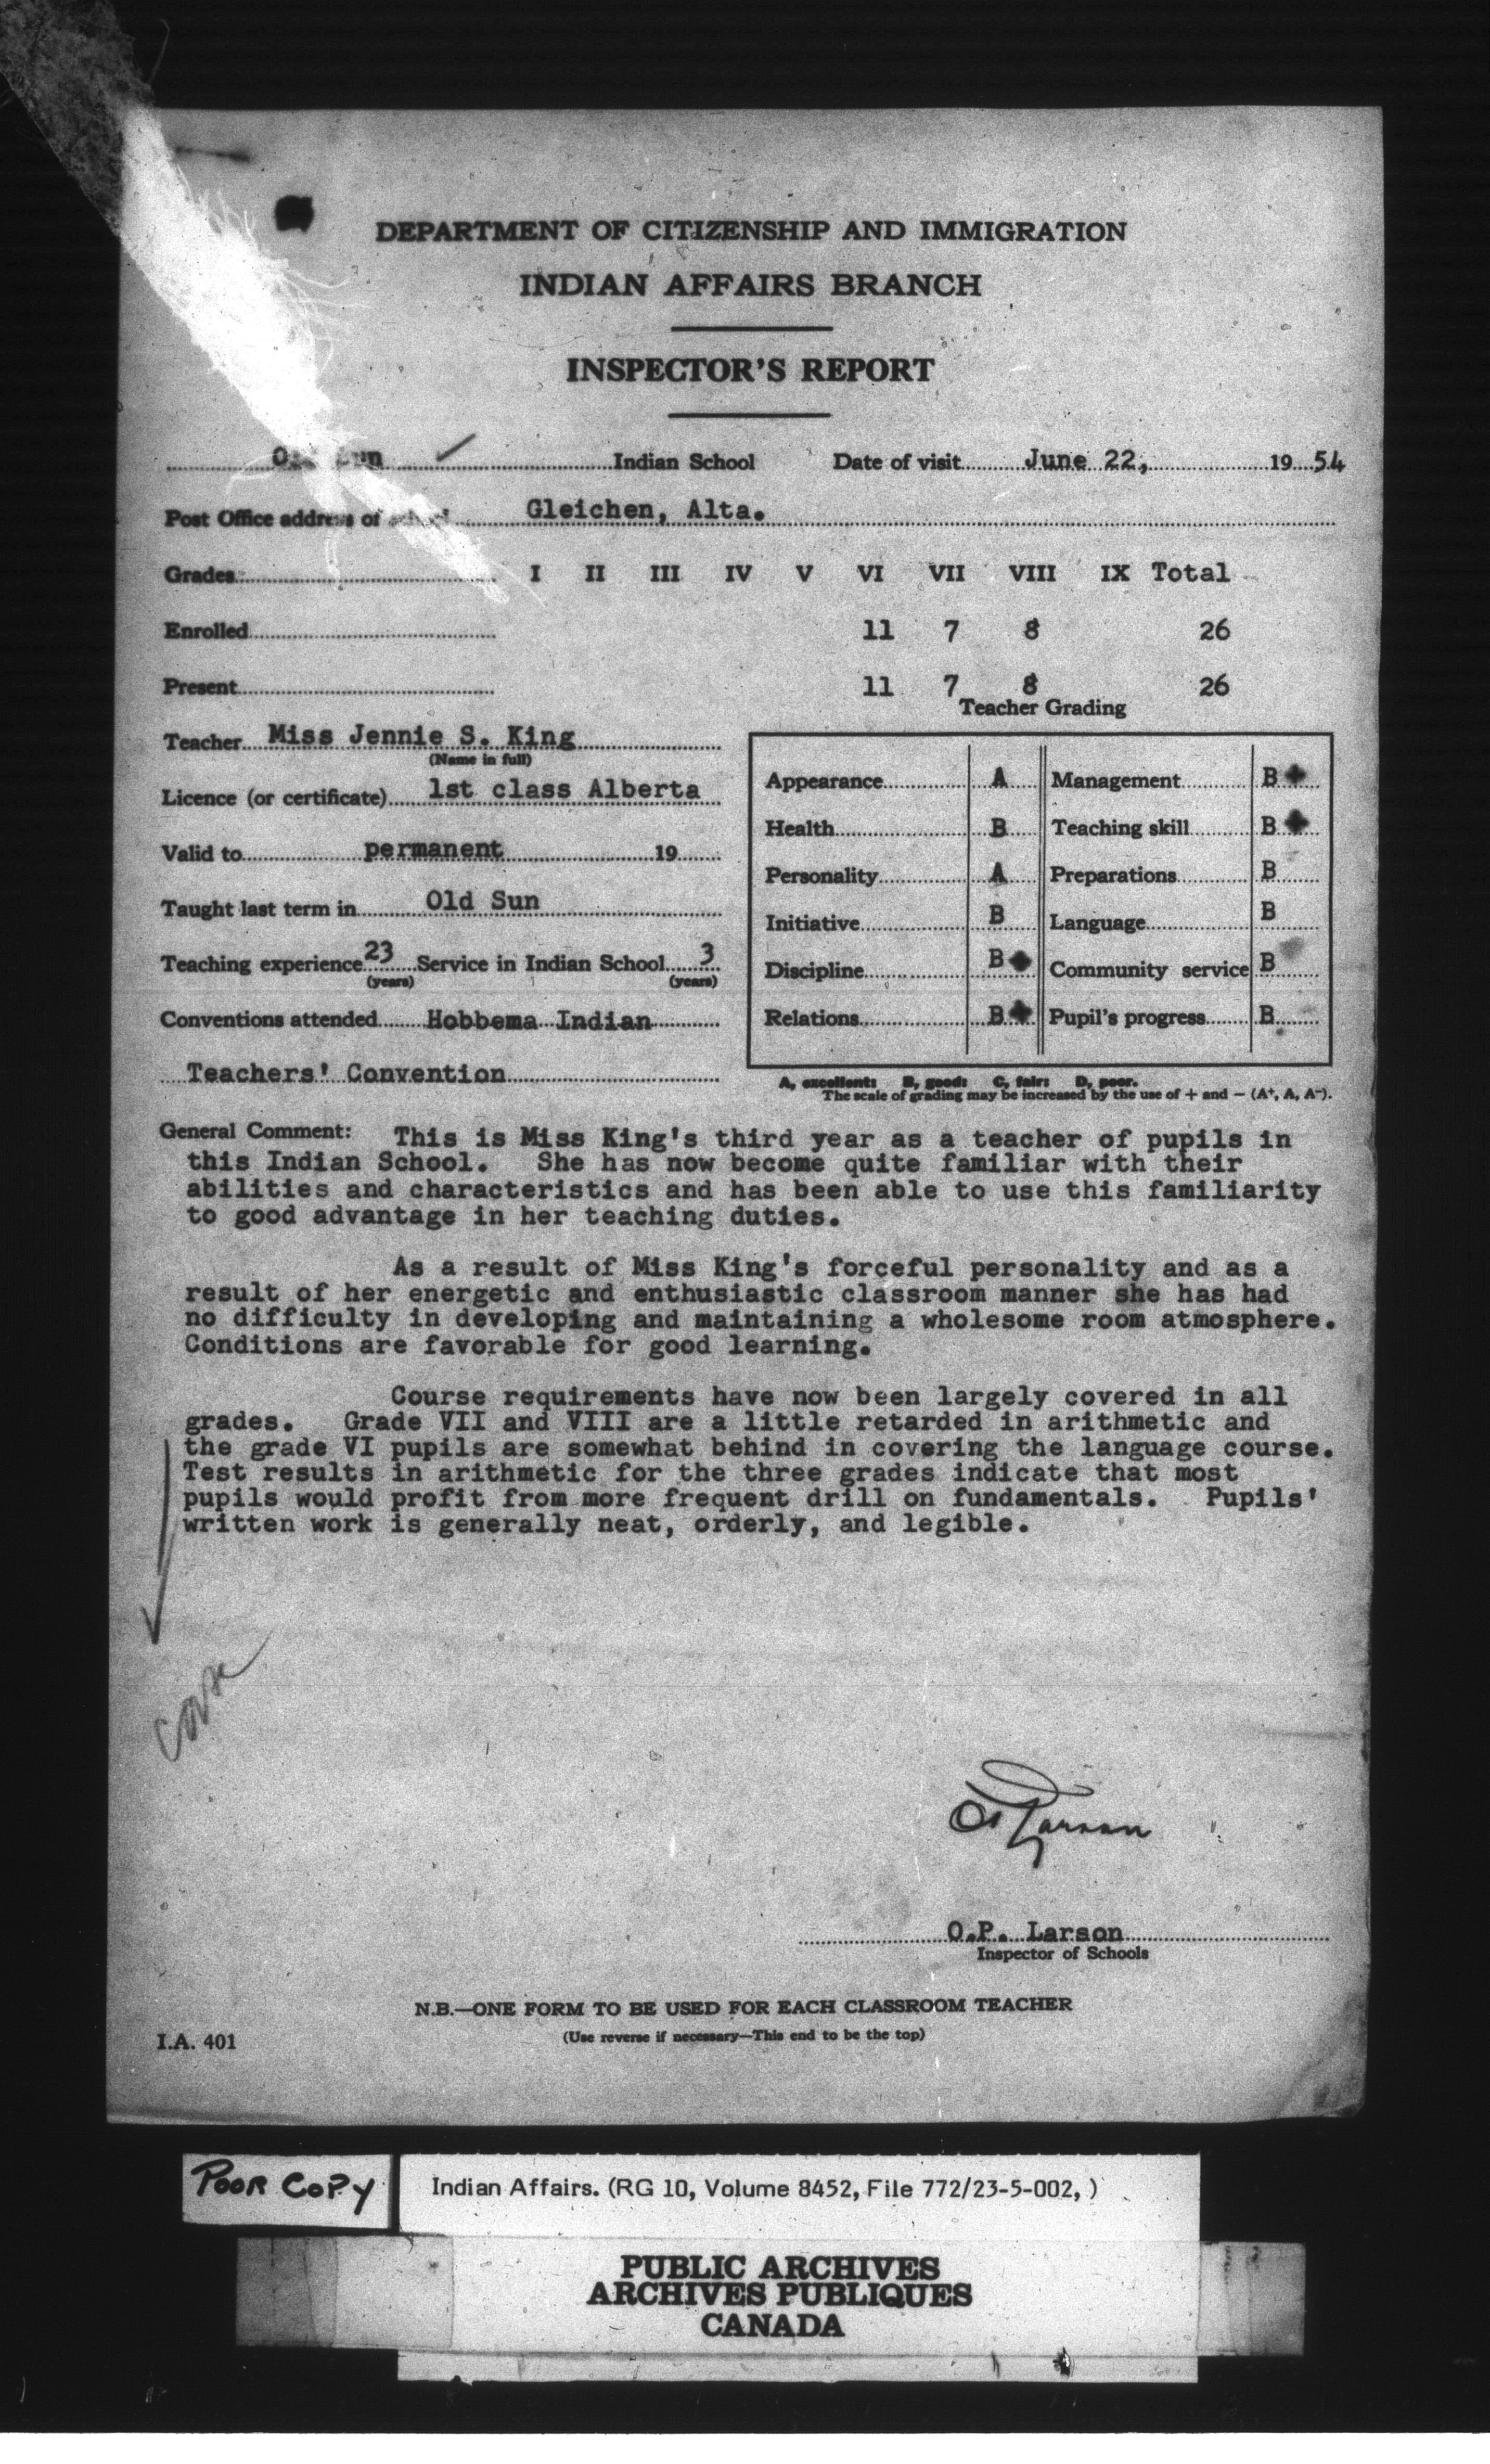 DEPARTMENT OF CITIZENSHIP AND IMMIGRATION
INDIAN AFFAIRS BRANCH
INSPECTOR'S REPORT
Sun Indian School Date of visit June 22, 19 54
Post Office address of school Gleichen, Alta.
Grades I II III IV V VI VII VIII IX Total
Enrolled 11 7 8 26
Present 11 7 8 26
Teacher Grading
Teacher Miss Jennie S. King
(Name in full)
Licence (or certificate) 1st class Alberta
Valid to permanent 19
Taught last term in Old Sun
Teaching experience 23 Service in Indian School 3
(years) (years)
Conventions attended Hobbema Indian
Teachers' Convention
Appearance A Management B+
Health B Teaching skill B+
Personality A Preparations B
Initiative B Language B
Discipline B+ Community service B
Relations B+ Pupil's progress B
A, excellent: B, good: C, fair: D, poor.
The scale of grading may be increased by the use of + and − (A+, A, A−).
General Comment: This is Miss King's third year as a teacher of pupils in
this Indian School. She has now become quite familiar with their
abilities and characteristics and has been able to use this familiarity
to good advantage in her teaching duties.
As a result of Miss King's forceful personality and as a
result of her energetic and enthusiastic classroom manner she has had
no difficulty in developing and maintaining a wholesome room atmosphere.
Conditions are favorable for good learning.
Course requirements have now been largely covered in all
grades. Grade VII and VIII are a little retarded in arithmetic and
the grade VI pupils are somewhat behind in covering the language course.
Test results in arithmetic for the three grades indicate that most
pupils would profit from more frequent drill on fundamentals. Pupils'
written work is generally neat, orderly, and legible.
O.P. Larson
Inspector of Schools
N.B.—ONE FORM TO BE USED FOR EACH CLASSROOM TEACHER
(Use reverse if necessary—This end to be the top)
I.A. 401
POOR COPY
Indian Affairs. (RG 10, Volume 8452, File 772/23-5-002, )
PUBLIC ARCHIVES
ARCHIVES PUBLIQUES
CANADA